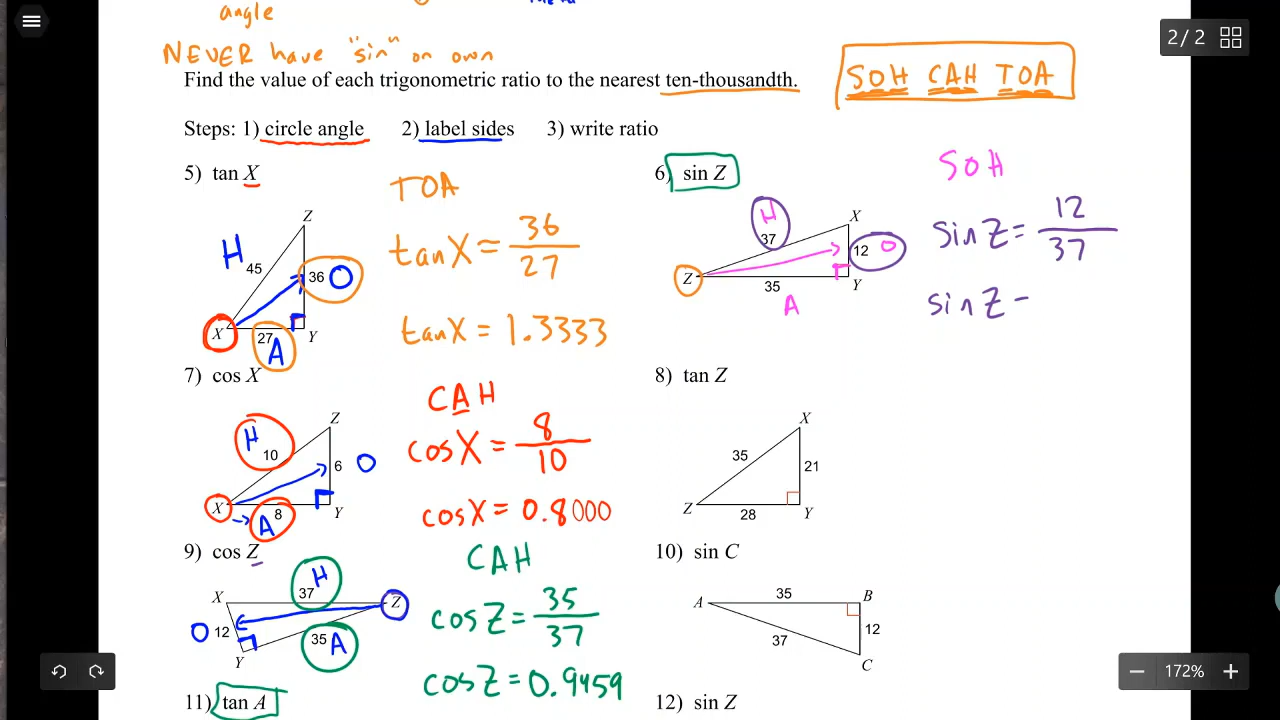 angle
2/2
NEVER have "sin" on own
Find the value of each trigonometric ratio to the nearest ten-thousandth.
SOH CAH TOA
Steps: 1) circle angle 2) label sides 3) write ratio
5) tan X
TOA
tan X = 36/27
tan X = 1.3333
Z
H
45
36 O
X
27
A
Y
6) sin Z
SOH
sin Z = 12/37
sin Z -
H
37
X
12 O
Z
35
Y
A
7) cos X
CAH
cos X = 8/10
cos X = 0.8000
Z
H
10
6 O
X
A 8
Y
8) tan Z
X
35
21
Z
28
Y
9) cos Z
CAH
cos Z = 35/37
cos Z = 0.9459
X
H
37
Z
O 12
35 A
Y
10) sin C
A
35
B
12
37
C
11) tan A
12) sin Z
172%